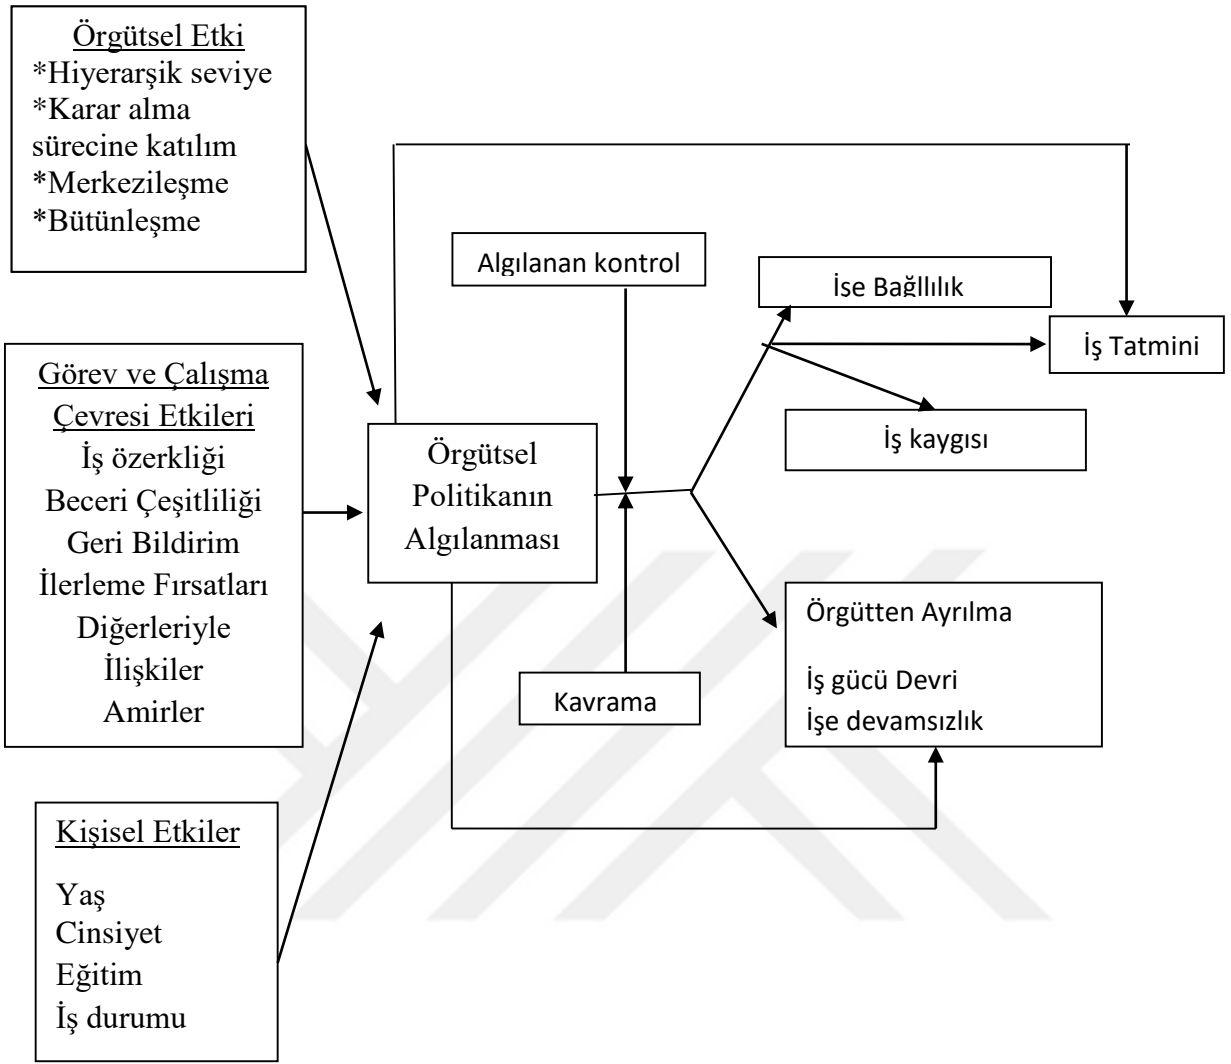 Örgütsel Etki
*Hiyerarşik seviye
*Karar alma
sürecine katılım
*Merkezileşme
*Bütünleşme
Görev ve Çalışma
Çevresi Etkileri
İş özerkliği
Beceri Çeşitliliği
Geri Bildirim
İlerleme Fırsatları
Diğerleriyle
İlişkiler
Amirler
Kişisel Etkiler
Yaş
Cinsiyet
Eğitim
İş durumu
Örgütsel
Politikanın
Algılanması
Algılanan kontrol
Kavrama
İşe Bağllılık
İş Tatmini
İş kaygısı
Örgütten Ayrılma
İş gücü Devri
İşe devamsızlık